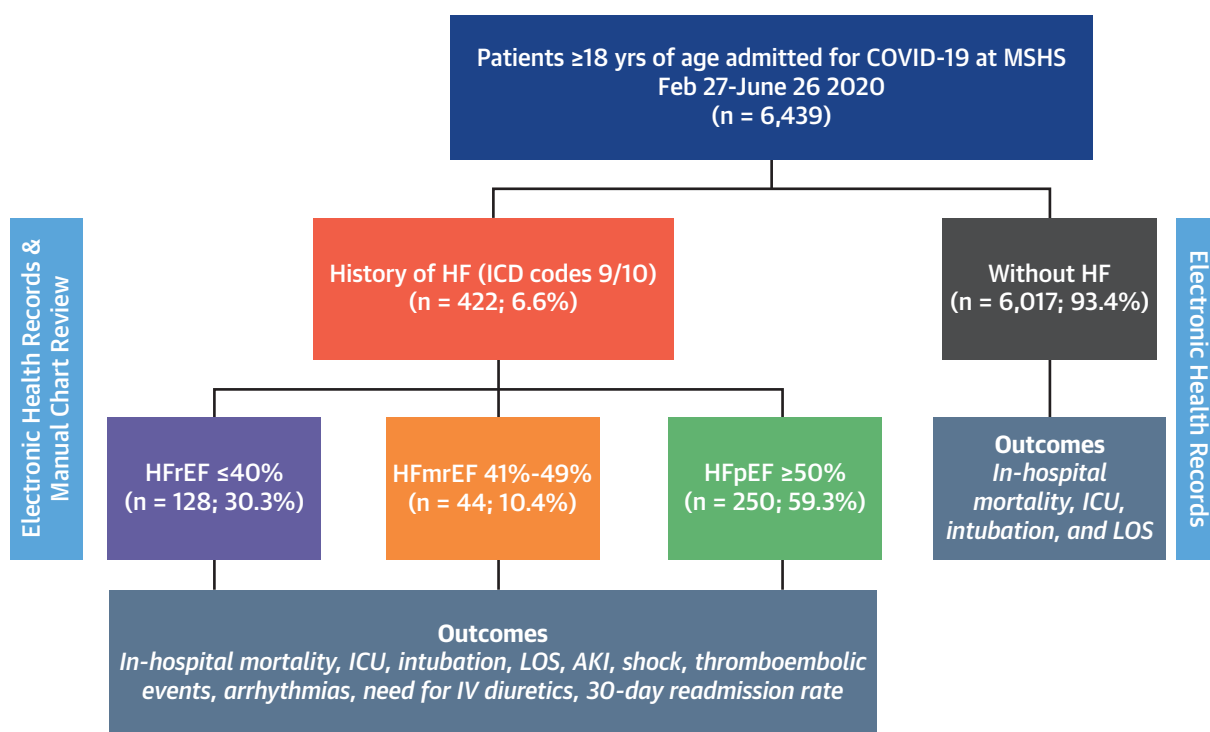 Patients ≥18 yrs of age admitted for COVID-19 at MSHS
Feb 27-June 26 2020
(n = 6,439)
Electronic Health Records &
Manual Chart Review
History of HF (ICD codes 9/10)
(n = 422; 6.6%)
Without HF
(n = 6,017; 93.4%)
Electronic Health Records
HFrEF ≤40%
(n = 128; 30.3%)
HFmrEF 41%-49%
(n = 44; 10.4%)
HFpEF ≥50%
(n = 250; 59.3%)
Outcomes
In-hospital
mortality, ICU,
intubation, and LOS
Outcomes
In-hospital mortality, ICU, intubation, LOS, AKI, shock, thromboembolic
events, arrhythmias, need for IV diuretics, 30-day readmission rate